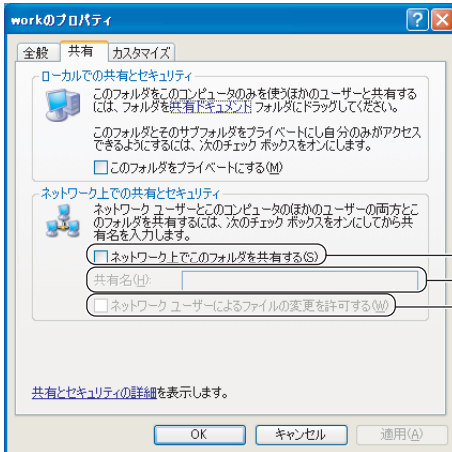 workのプロパティ
全般 共有 カスタマイズ
ローカルでの共有とセキュリティ
このフォルダをこのコンピュータのみを使うほかのユーザーと共有する
には、フォルダを共有ドキュメント フォルダにドラッグしてください。
このフォルダとそのサブフォルダをプライベートにし自分のみがアクセス
できるようにするには、次のチェック ボックスをオンにします。
このフォルダをプライベートにする(M)
ネットワーク上での共有とセキュリティ
ネットワーク ユーザーとこのコンピュータのほかのユーザーの両方とこ
のフォルダを共有するには、次のチェック ボックスをオンにしてから共
有名を入力します。
ネットワーク上でこのフォルダを共有する(S)
共有名(H):
ネットワーク ユーザーによるファイルの変更を許可する(W)
共有とセキュリティの詳細を表示します。
OK キャンセル 適用(A)